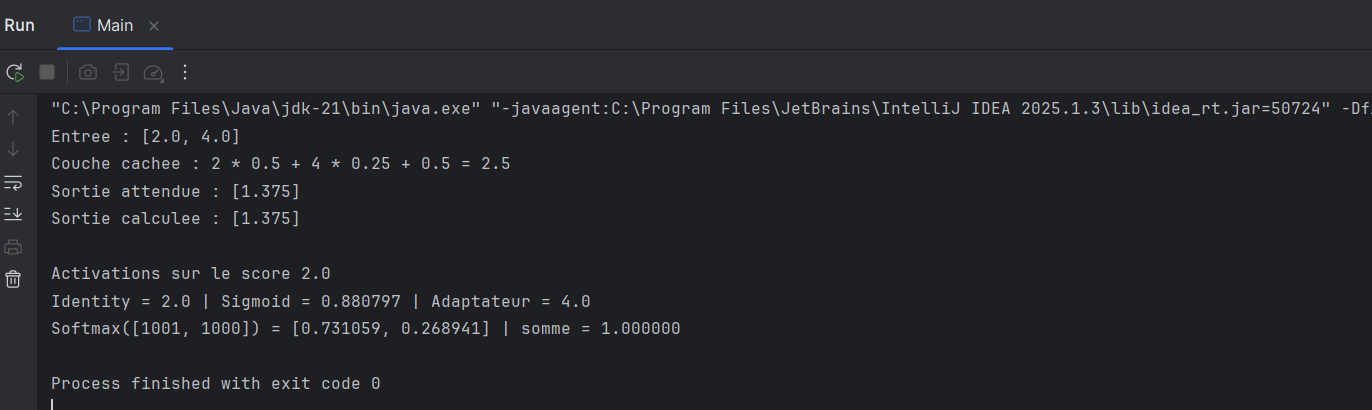 Run Main
"C:\Program Files\Java\jdk-21\bin\java.exe" "-javaagent:C:\Program Files\JetBrains\IntelliJ IDEA 2025.1.3\lib\idea_rt.jar=50724" -Df
Entree : [2.0, 4.0]
Couche cachee : 2 * 0.5 + 4 * 0.25 + 0.5 = 2.5
Sortie attendue : [1.375]
Sortie calculee : [1.375]
Activations sur le score 2.0
Identity = 2.0 | Sigmoid = 0.880797 | Adaptateur = 4.0
Softmax([1001, 1000]) = [0.731059, 0.268941] | somme = 1.000000
Process finished with exit code 0